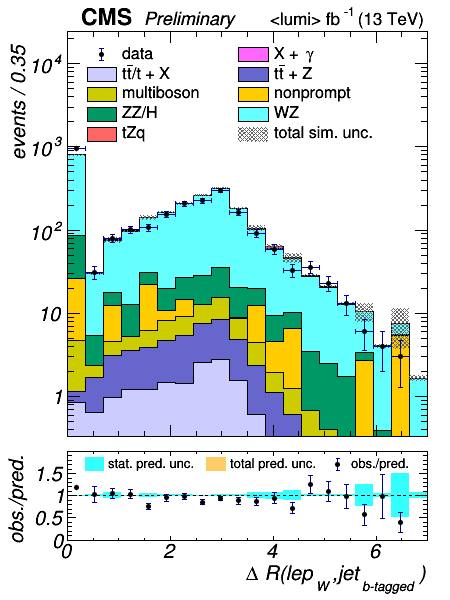 CMS Preliminary <lumi> fb⁻¹ (13 TeV)
events / 0.35
10⁴
10³
10²
10
1
data
X + γ
tt̄/t + X
tt̄ + Z
multiboson
nonprompt
ZZ/H
WZ
tZq
total sim. unc.
obs./pred.
1.5
1
0.5
0
stat. pred. unc. total pred. unc. obs./pred.
0 2 4 6
Δ R(lep_W, jet_b-tagged)